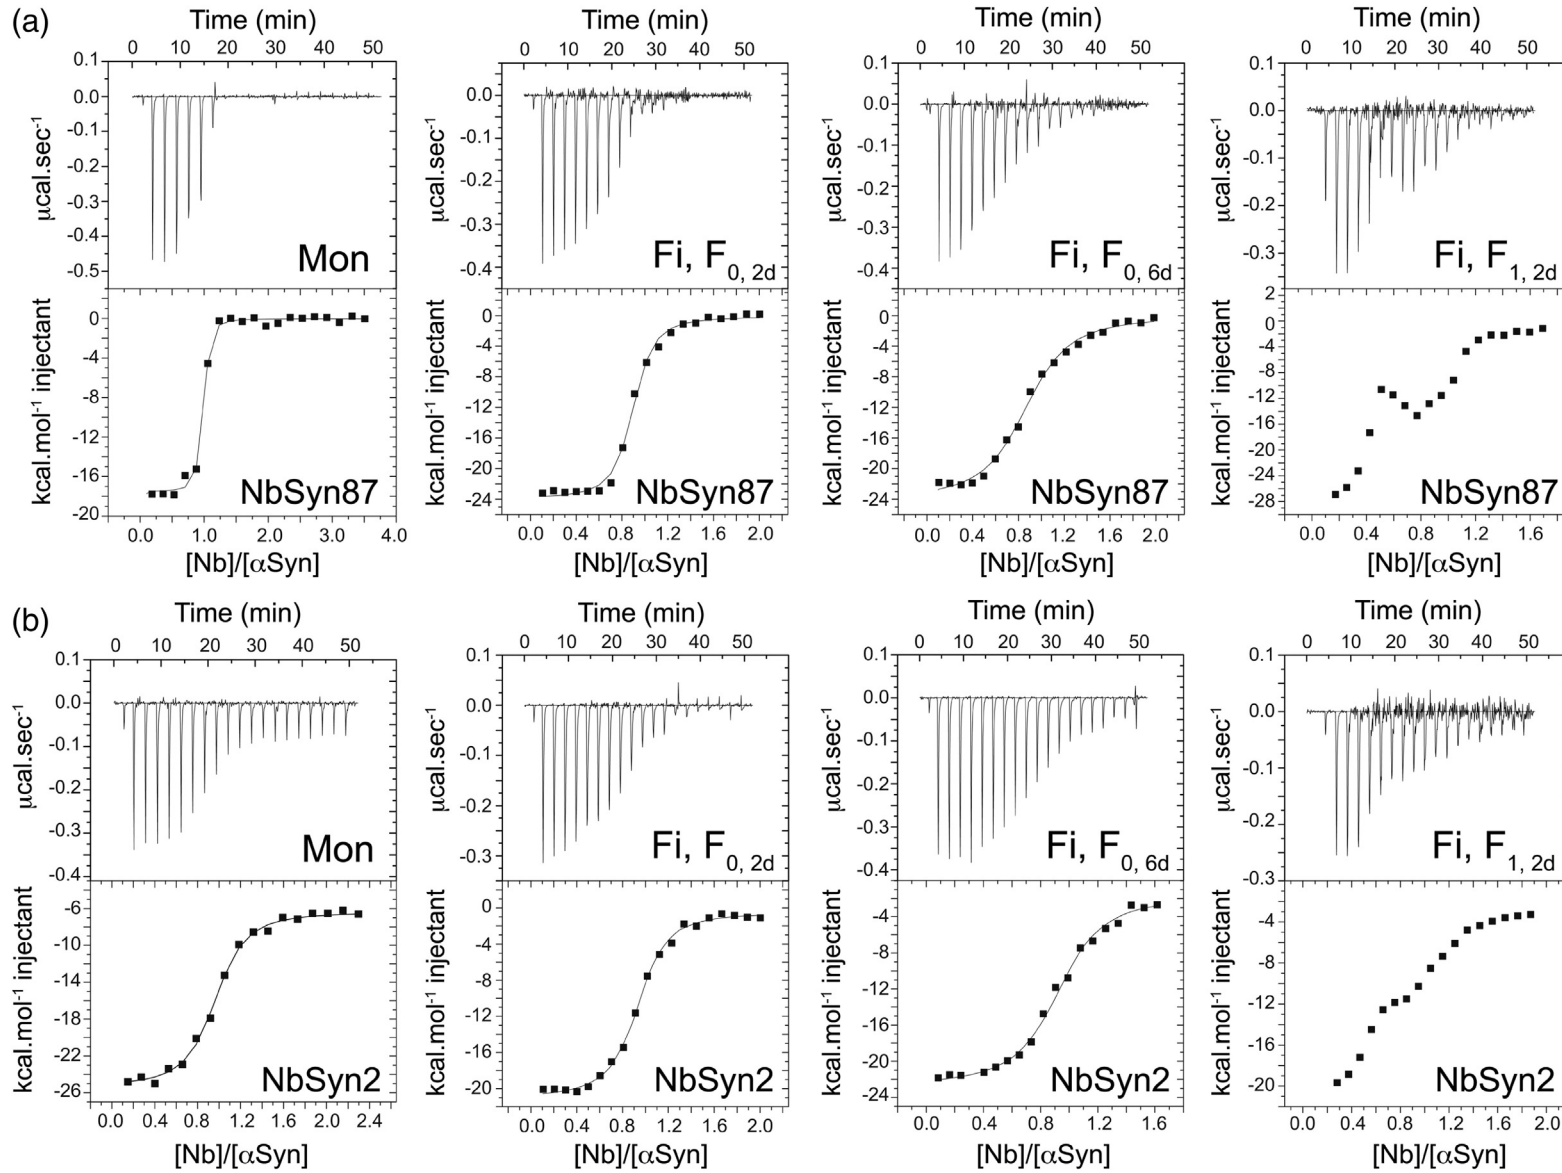 (a)
Time (min)
0 10 20 30 40 50
0.1
0.0
-0.1
-0.2
-0.3
-0.4
-0.5
μcal.sec⁻¹
Mon
0
-4
-8
-12
-16
-20
kcal.mol⁻¹ injectant
NbSyn87
0.0 1.0 2.0 3.0 4.0
[Nb]/[αSyn]
Time (min)
0 10 20 30 40 50
0.1
0.0
-0.1
-0.2
-0.3
-0.4
μcal.sec⁻¹
Fi, F0, 2d
0
-4
-8
-12
-16
-20
-24
kcal.mol⁻¹ injectant
NbSyn87
0.0 0.4 0.8 1.2 1.6 2.0
[Nb]/[αSyn]
Time (min)
0 10 20 30 40 50
0.1
0.0
-0.1
-0.2
-0.3
-0.4
μcal.sec⁻¹
Fi, F0, 6d
0
-4
-8
-12
-16
-20
-24
kcal.mol⁻¹ injectant
NbSyn87
0.0 0.4 0.8 1.2 1.6 2.0
[Nb]/[αSyn]
Time (min)
0 10 20 30 40 50
0.1
0.0
-0.1
-0.2
-0.3
μcal.sec⁻¹
Fi, F1, 2d
2
0
-4
-8
-12
-16
-20
-24
-28
kcal.mol⁻¹ injectant
NbSyn87
0.0 0.4 0.8 1.2 1.6
[Nb]/[αSyn]
(b)
Time (min)
0 10 20 30 40 50
0.1
0.0
-0.1
-0.2
-0.3
-0.4
μcal.sec⁻¹
Mon
-6
-10
-14
-18
-22
-26
kcal.mol⁻¹ injectant
NbSyn2
0.0 0.4 0.8 1.2 1.6 2.0 2.4
[Nb]/[αSyn]
Time (min)
0 10 20 30 40 50
0.1
0.0
-0.1
-0.2
-0.3
μcal.sec⁻¹
Fi, F0, 2d
0
-4
-8
-12
-16
-20
kcal.mol⁻¹ injectant
NbSyn2
0.0 0.4 0.8 1.2 1.6 2.0
[Nb]/[αSyn]
Time (min)
0 10 20 30 40 50
0.1
0.0
-0.1
-0.2
-0.3
-0.4
μcal.sec⁻¹
Fi, F0, 6d
-4
-8
-12
-16
-20
-24
kcal.mol⁻¹ injectant
NbSyn2
0.0 0.4 0.8 1.2 1.6
[Nb]/[αSyn]
Time (min)
0 10 20 30 40 50
0.1
0.0
-0.1
-0.2
-0.3
μcal.sec⁻¹
Fi, F1, 2d
-4
-8
-12
-16
-20
kcal.mol⁻¹ injectant
NbSyn2
0.0 0.4 0.8 1.2 1.6 2.0
[Nb]/[αSyn]